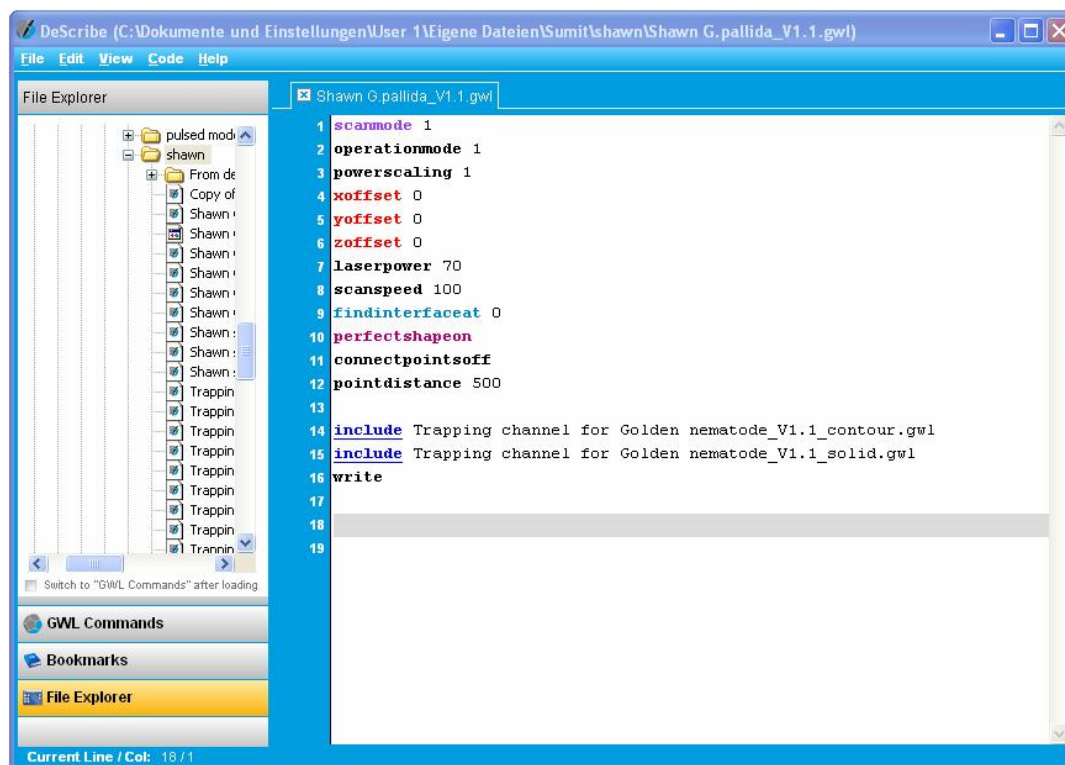 DeScribe (C:\Dokumente und Einstellungen\User 1\Eigene Dateien\Sumit\shawn\Shawn G.pallida_V1.1.gwl)
File Edit View Code Help
File Explorer
pulsed mod
shawn
From de
Copy of
Shawn
Shawn
Shawn
Shawn
Shawn
Shawn
Shawn
Shawn
Shawn
Trappin
Trappin
Trappin
Trappin
Trappin
Trappin
Trappin
Trappin
Trappin
Switch to "GWL Commands" after loading
GWL Commands
Bookmarks
File Explorer
Current Line / Col: 18 / 1
Shawn G.pallida_V1.1.gwl
1 scanmode 1
2 operationmode 1
3 powerscaling 1
4 xoffset 0
5 yoffset 0
6 zoffset 0
7 laserpower 70
8 scanspeed 100
9 findinterfaceat 0
10 perfectshapeon
11 connectpointsoff
12 pointdistance 500
13
14 include Trapping channel for Golden nematode_V1.1_contour.gwl
15 include Trapping channel for Golden nematode_V1.1_solid.gwl
16 write
17
18
19